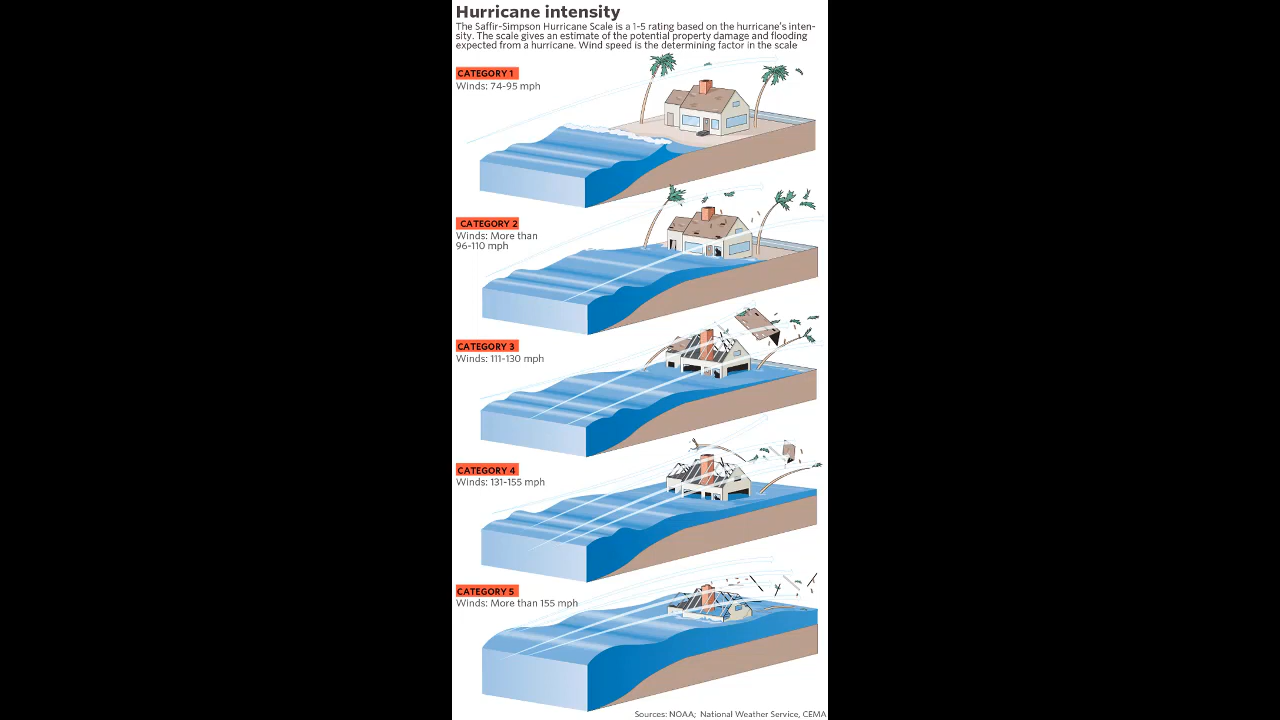 Hurricane intensity
The Saffir-Simpson Hurricane Scale is a 1-5 rating based on the hurricane's inten-
sity. The scale gives an estimate of the potential property damage and flooding
expected from a hurricane. Wind speed is the determining factor in the scale
CATEGORY 1
Winds: 74-95 mph
CATEGORY 2
Winds: More than
96-110 mph
CATEGORY 3
Winds: 111-130 mph
CATEGORY 4
Winds: 131-155 mph
CATEGORY 5
Winds: More than 155 mph
Sources: NOAA; National Weather Service, CEMA